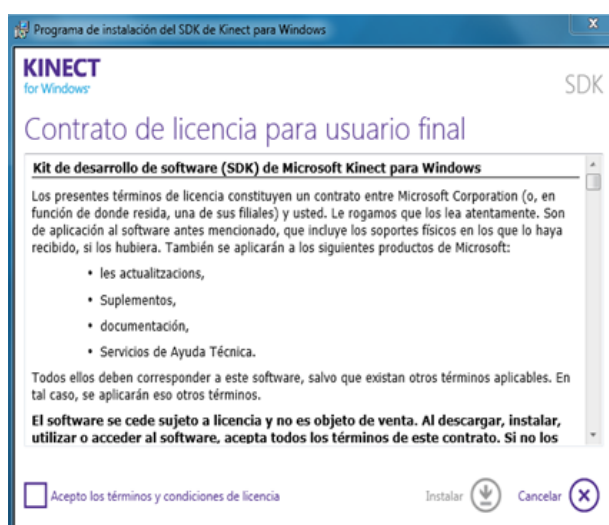 Programa de instalación del SDK de Kinect para Windows
KINECT
for Windows
SDK
Contrato de licencia para usuario final
Kit de desarrollo de software (SDK) de Microsoft Kinect para Windows
Los presentes términos de licencia constituyen un contrato entre Microsoft Corporation (o, en
función de donde resida, una de sus filiales) y usted. Le rogamos que los lea atentamente. Son
de aplicación al software antes mencionado, que incluye los soportes físicos en los que lo haya
recibido, si los hubiera. También se aplicarán a los siguientes productos de Microsoft:
• les actualitzacions,
• Suplementos,
• documentación,
• Servicios de Ayuda Técnica.
Todos ellos deben corresponder a este software, salvo que existan otros términos aplicables. En
tal caso, se aplicarán eso otros términos.
El software se cede sujeto a licencia y no es objeto de venta. Al descargar, instalar,
utilizar o acceder al software, acepta todos los términos de este contrato. Si no los
Acepto los términos y condiciones de licencia
Instalar
Cancelar